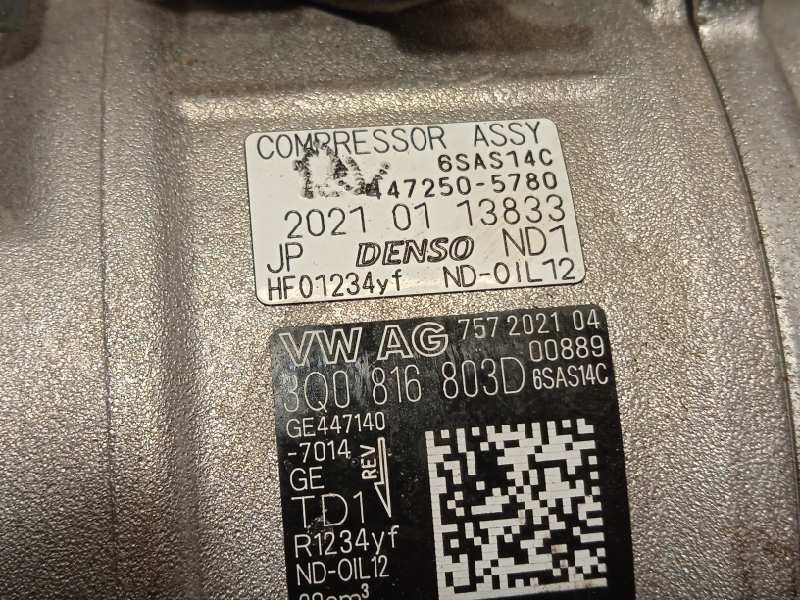 COMPRESSOR ASSY
6SAS14C
447250-5780
2021 01 13833
JP DENSO ND1
HF01234yf ND-OIL12
VW AG 757 2021 04
00889
3Q0 816 803D 6SAS14C
GE447140
-7014
GE
REV
TD1
R1234yf
ND-OIL12
cm³